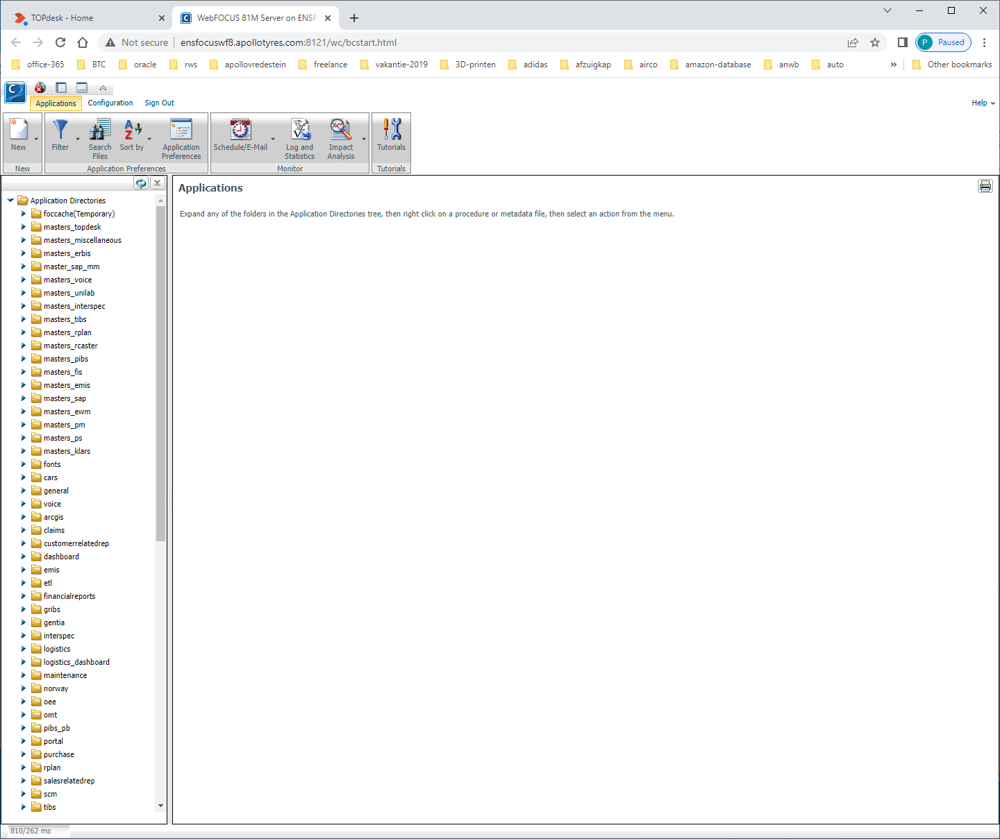 TOPdesk - Home
WebFOCUS 81M Server on ENSF
Not secure
ensfocuswf8.apollotyres.com:8121/wc/bcstart.html
P
Paused
office-365
BTC
oracle
rws
apollovredestein
freelance
vakantie-2019
3D-printen
adidas
afzuigkap
airco
amazon-database
anwb
auto
»
Other bookmarks
C
Applications
Configuration
Sign Out
Help
New
Filter
Search
Files
Sort by
Application
Preferences
Schedule/E-Mail
Log and
Statistics
Impact
Analysis
Tutorials
New
Application Preferences
Monitor
Tutorials
Application Directories
foccache(Temporary)
masters_topdesk
masters_miscellaneous
masters_erbis
master_sap_mm
masters_voice
masters_unilab
masters_interspec
masters_tibs
masters_rplan
masters_rcaster
masters_pibs
masters_fis
masters_emis
masters_sap
masters_ewm
masters_pm
masters_ps
masters_klars
fonts
cars
general
voice
arcgis
claims
customerrelatedrep
dashboard
emis
etl
financialreports
gribs
gentia
interspec
logistics
logistics_dashboard
maintenance
norway
oee
omt
pibs_pb
portal
purchase
rplan
salesrelatedrep
scm
tibs
Applications
Expand any of the folders in the Application Directories tree, then right click on a procedure or metadata file, then select an action from the menu.
810/262 ms